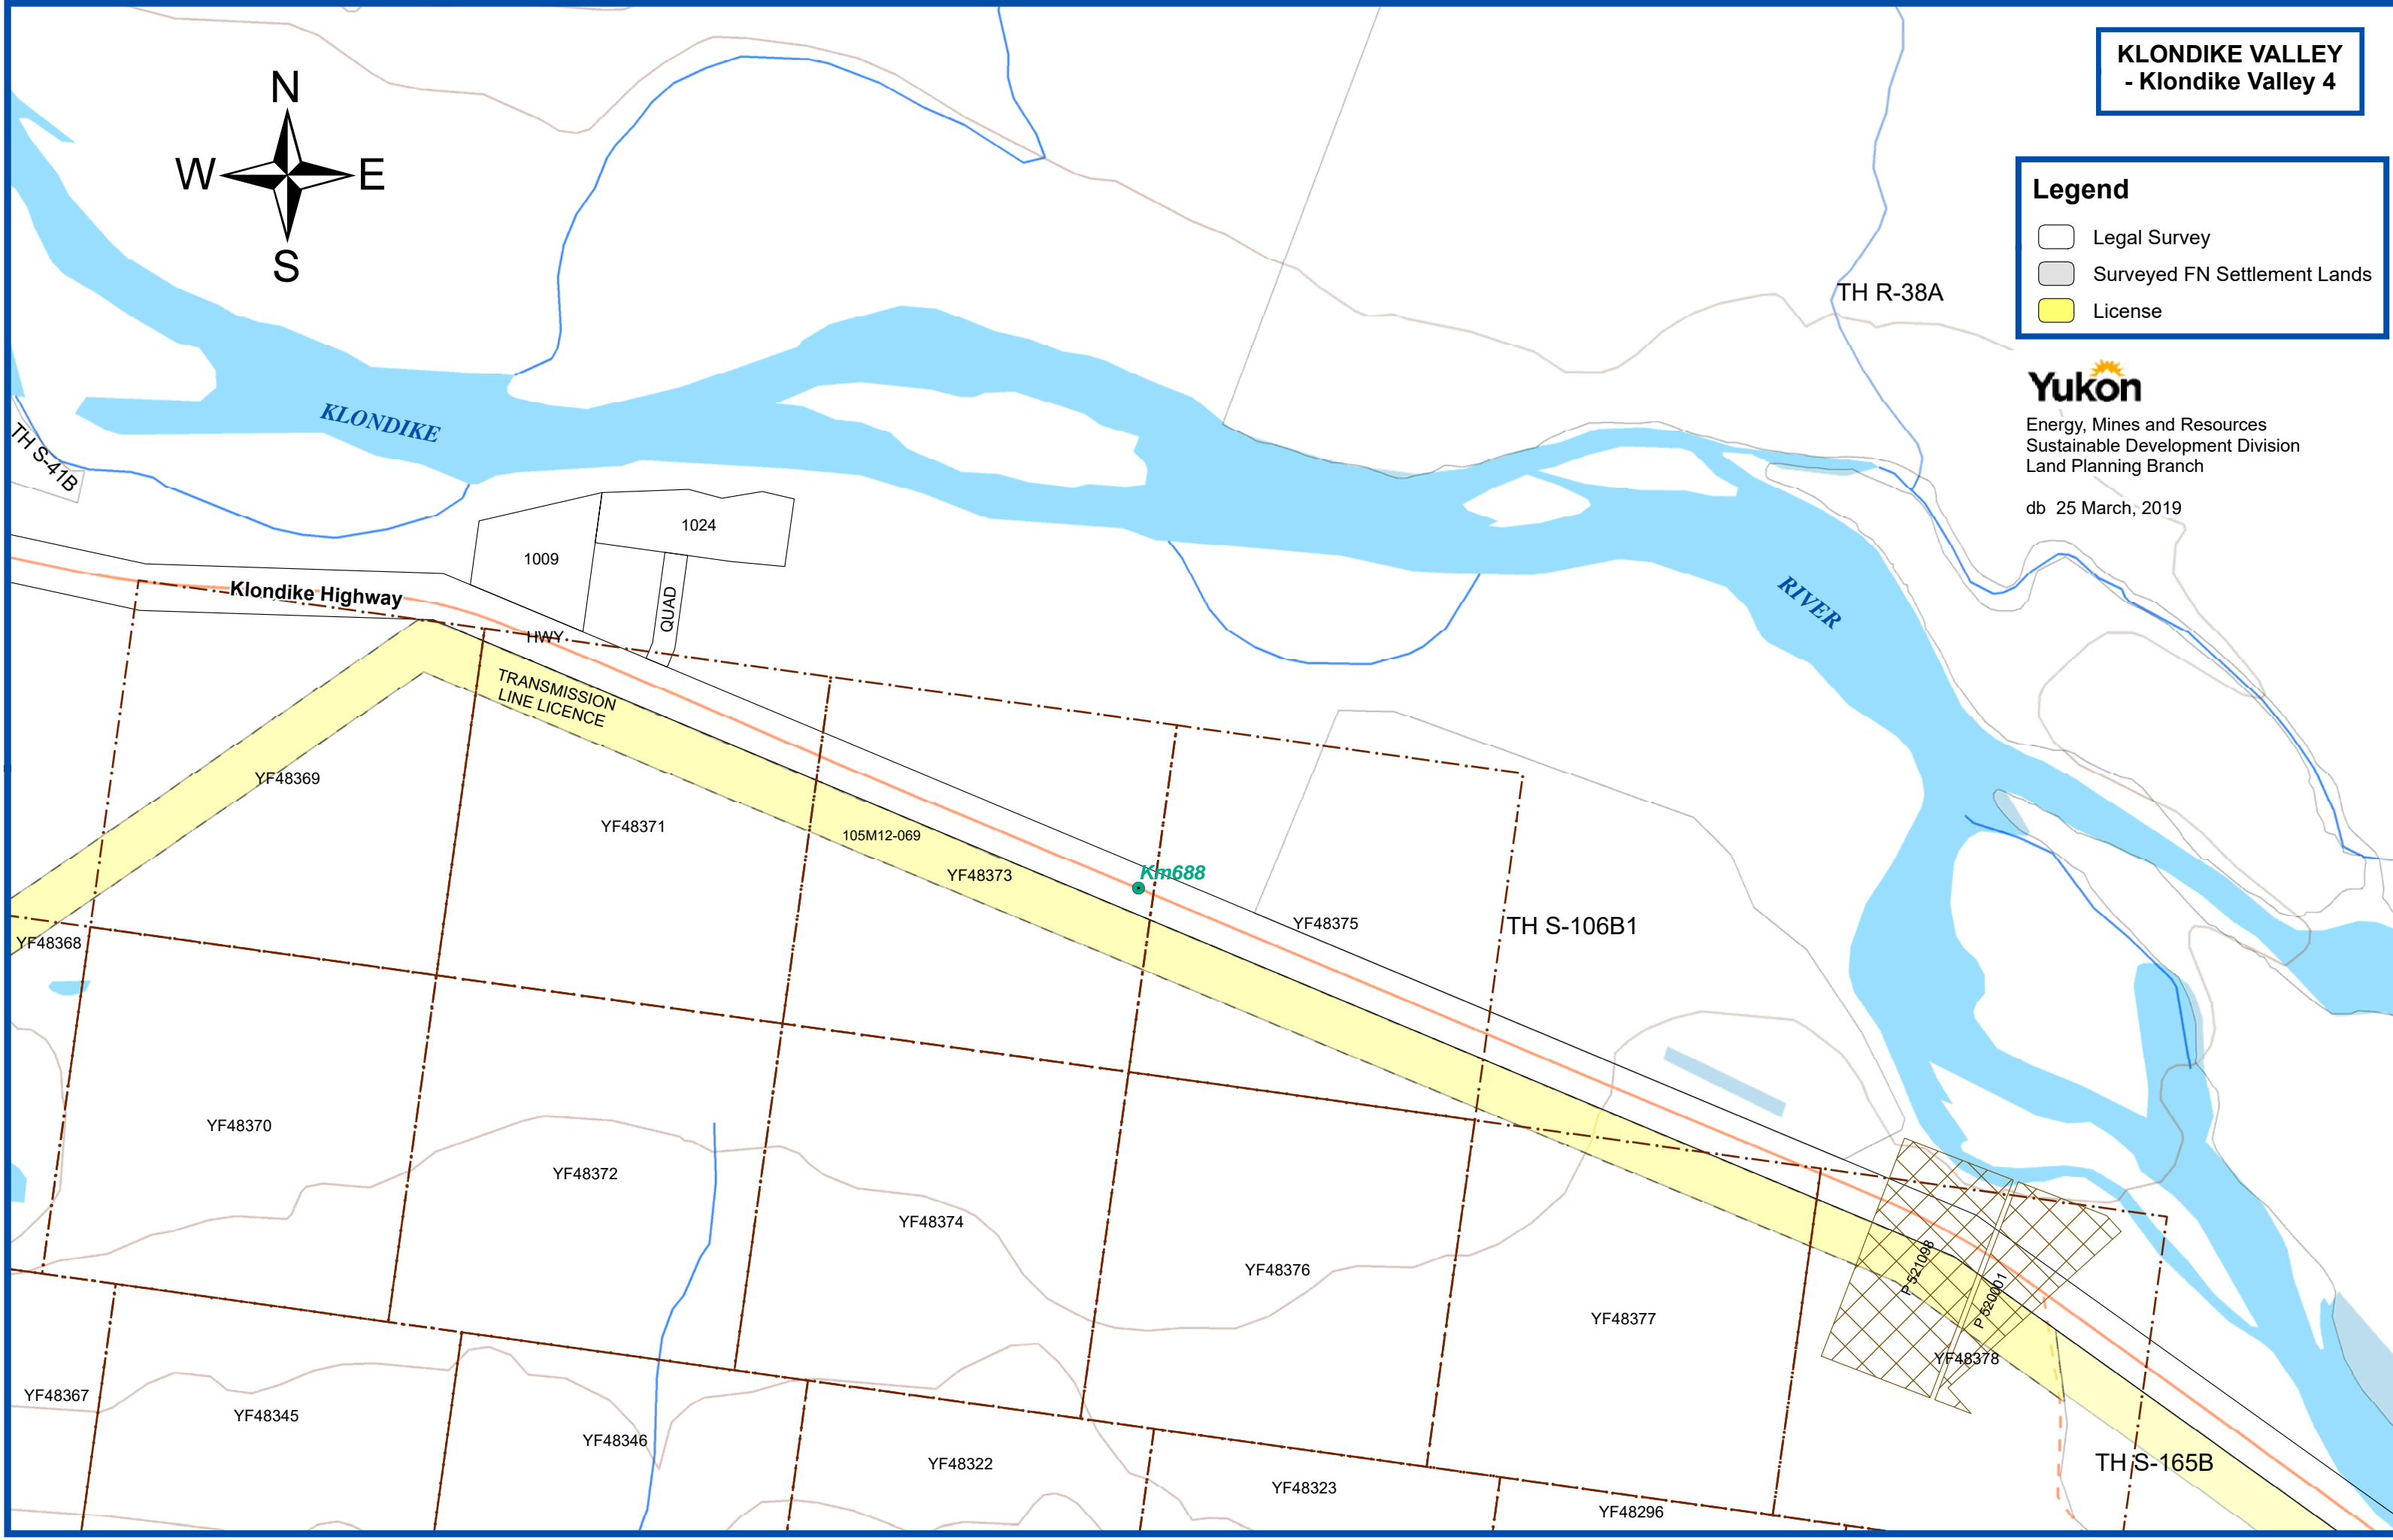 KLONDIKE VALLEY
- Klondike Valley 4
N
W
E
S
Legend
Legal Survey
Surveyed FN Settlement Lands
License
Yukon
Energy, Mines and Resources
Sustainable Development Division
Land Planning Branch
db 25 March, 2019
TH R-38A
KLONDIKE
RIVER
TH S-41B
1009
1024
QUAD
Klondike Highway
HWY
TRANSMISSION
LINE LICENCE
YF48369
YF48371
105M12-069
YF48373
Km688
YF48375
TH S-106B1
YF48368
YF48370
YF48372
YF48374
YF48376
YF48377
P 521098
P 520001
YF48378
YF48367
YF48345
YF48346
YF48322
YF48323
YF48296
TH S-165B